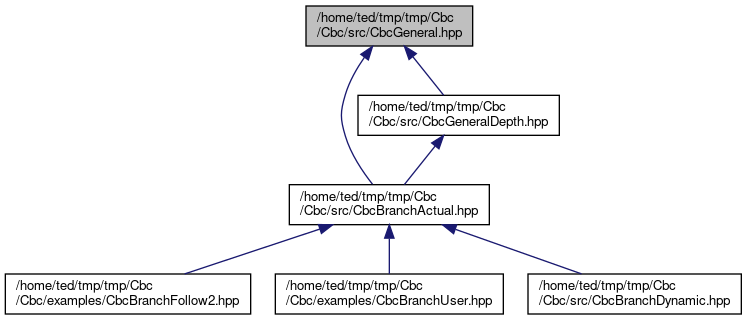 /home/ted/tmp/tmp/Cbc
/Cbc/src/CbcGeneral.hpp
/home/ted/tmp/tmp/Cbc
/Cbc/src/CbcGeneralDepth.hpp
/home/ted/tmp/tmp/Cbc
/Cbc/src/CbcBranchActual.hpp
/home/ted/tmp/tmp/Cbc
/Cbc/examples/CbcBranchFollow2.hpp
/home/ted/tmp/tmp/Cbc
/Cbc/examples/CbcBranchUser.hpp
/home/ted/tmp/tmp/Cbc
/Cbc/src/CbcBranchDynamic.hpp